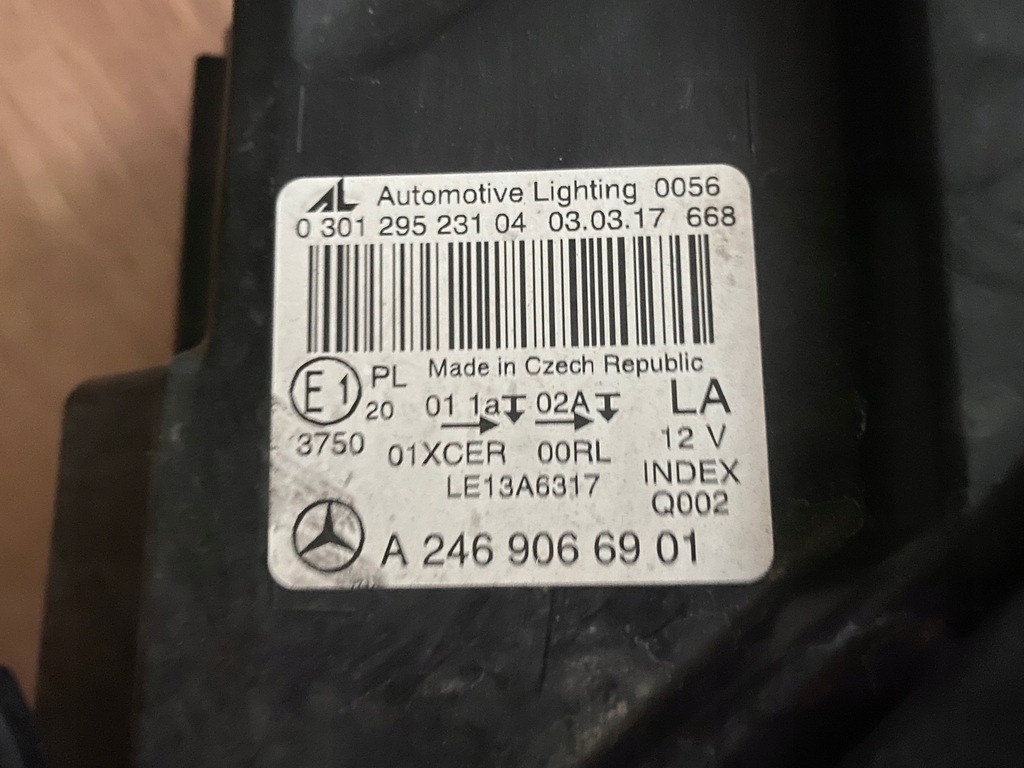 AL Automotive Lighting 0056
0 301 295 231 04 03.03.17 668
Made in Czech Republic
E1 PL 01 1a 02A LA
20
3750 01XCER 00RL 12 V
LE13A6317 INDEX
Q002
A 246 906 69 01